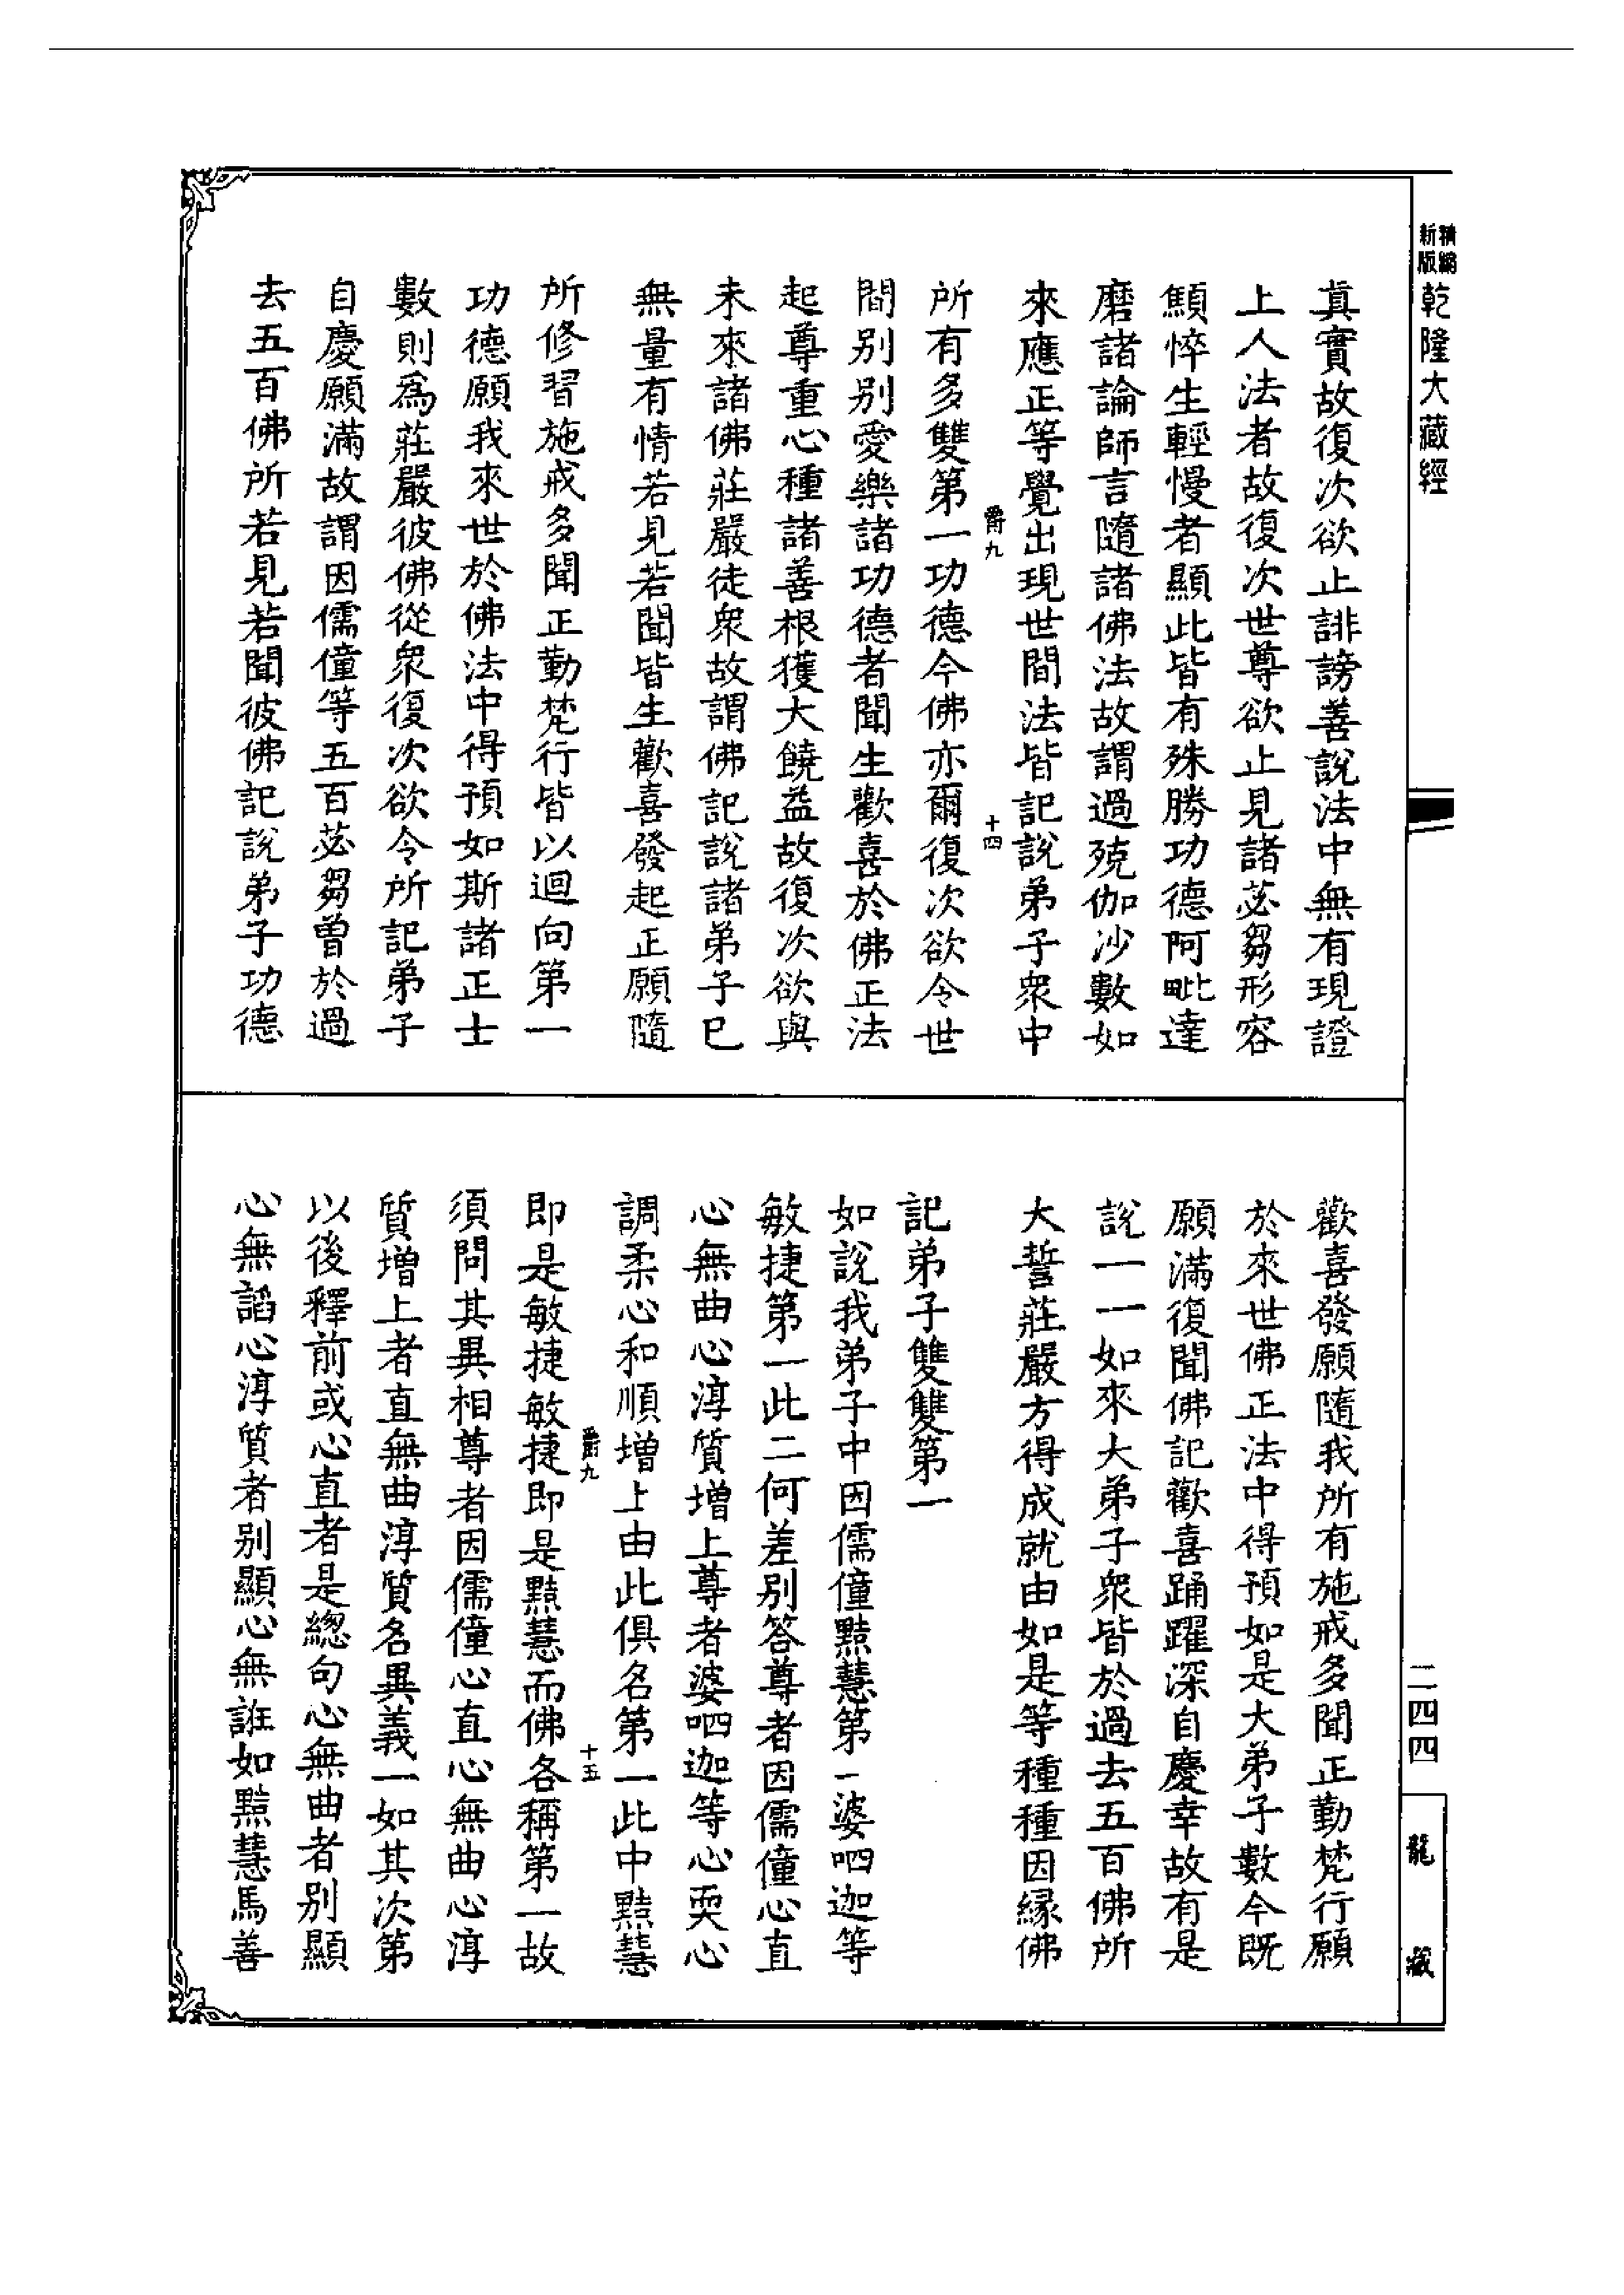 精縮
新版
乾隆大藏經
真實故復次欲止誹謗善說法中無有現證
上人法者故復次世尊欲止見諸苾芻形容
顦悴生輕慢者顯此皆有殊勝功德阿毗達
磨諸論師言隨諸佛法故謂過殑伽沙數如
來應正等覺出現世間法皆記說弟子衆中
爵九
十四
所有多雙第一功德今佛亦爾復次欲令世
間別別愛樂諸功德者聞生歡喜於佛正法
起尊重心種諸善根獲大饒益故復次欲與
未來諸佛莊嚴徒衆故謂佛記說諸弟子已
無量有情若見若聞皆生歡喜發起正願隨
所修習施戒多聞正勤梵行皆以迴向第一
功德願我來世於佛法中得預如斯諸正士
數則爲莊嚴彼佛從衆復次欲令所記弟子
自慶願滿故謂因儒僮等五百苾芻曾於過
去五百佛所若見若聞彼佛記說弟子功德
歡喜發願隨我所有施戒多聞正勤梵行願
於來世佛正法中得預如是大弟子數今既
願滿復聞佛記歡喜踊躍深自慶幸故有是
說一一如來大弟子衆皆於過去五百佛所
大誓莊嚴方得成就由如是等種種因緣佛
記弟子雙雙第一
如說我弟子中因儒僮黠慧第一婆呬迦等
敏捷第一此二何差別答尊者因儒僮心直
心無曲心淳質增上尊者婆呬迦等心耎心
調柔心和順增上由此俱名第一此中黠慧
爵九
十五
即是敏捷敏捷即是黠慧而佛各稱第一故
須問其異相尊者因儒僮心直心無曲心淳
質增上者直無曲淳質名異義一如其次第
以後釋前或心直者是總句心無曲者別顯
心無諂心淳質者別顯心無誑如黠慧馬善
二四四
龍藏